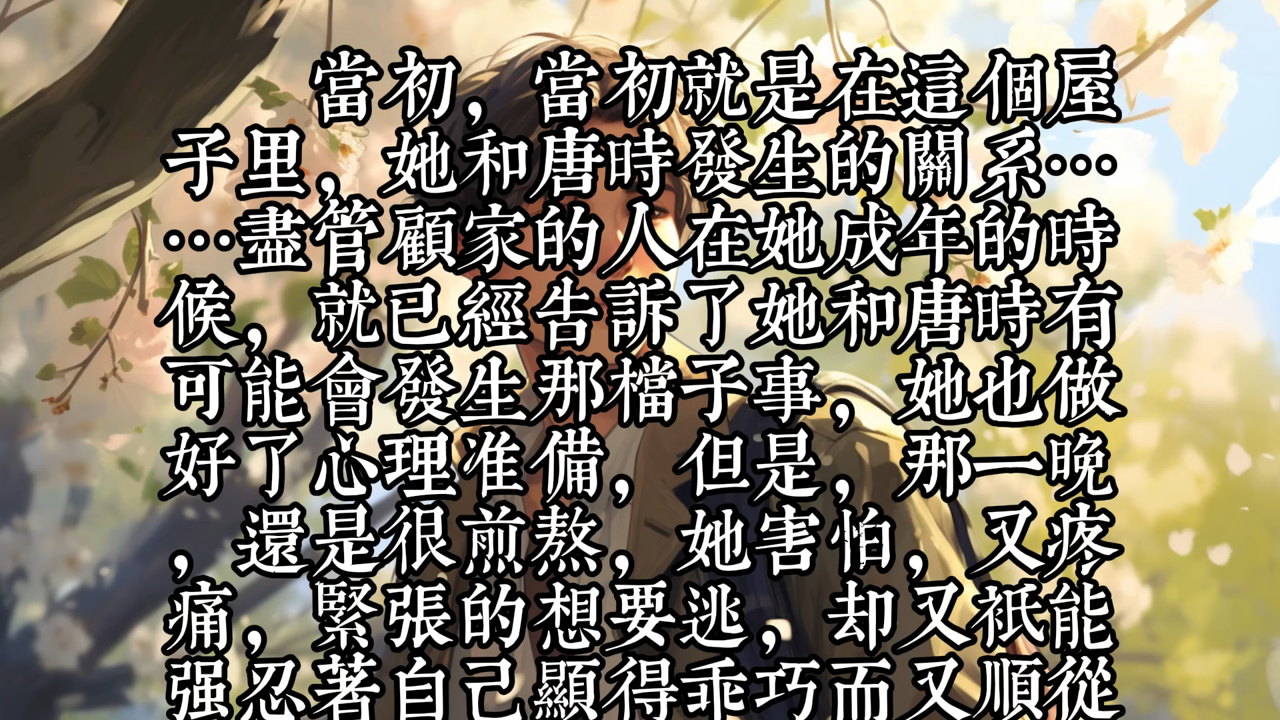 當初，當初就是在這個屋
子里，她和唐時發生的關系…
…盡管顧家的人在她成年的時
候，就已經告訴了她和唐時有
可能會發生那檔子事，她也做
好了心理准備，但是，那一晚
，還是很煎熬，她害怕，又疼
痛，緊張的想要逃，却又祇能
强忍著自己顯得乖巧而又順從